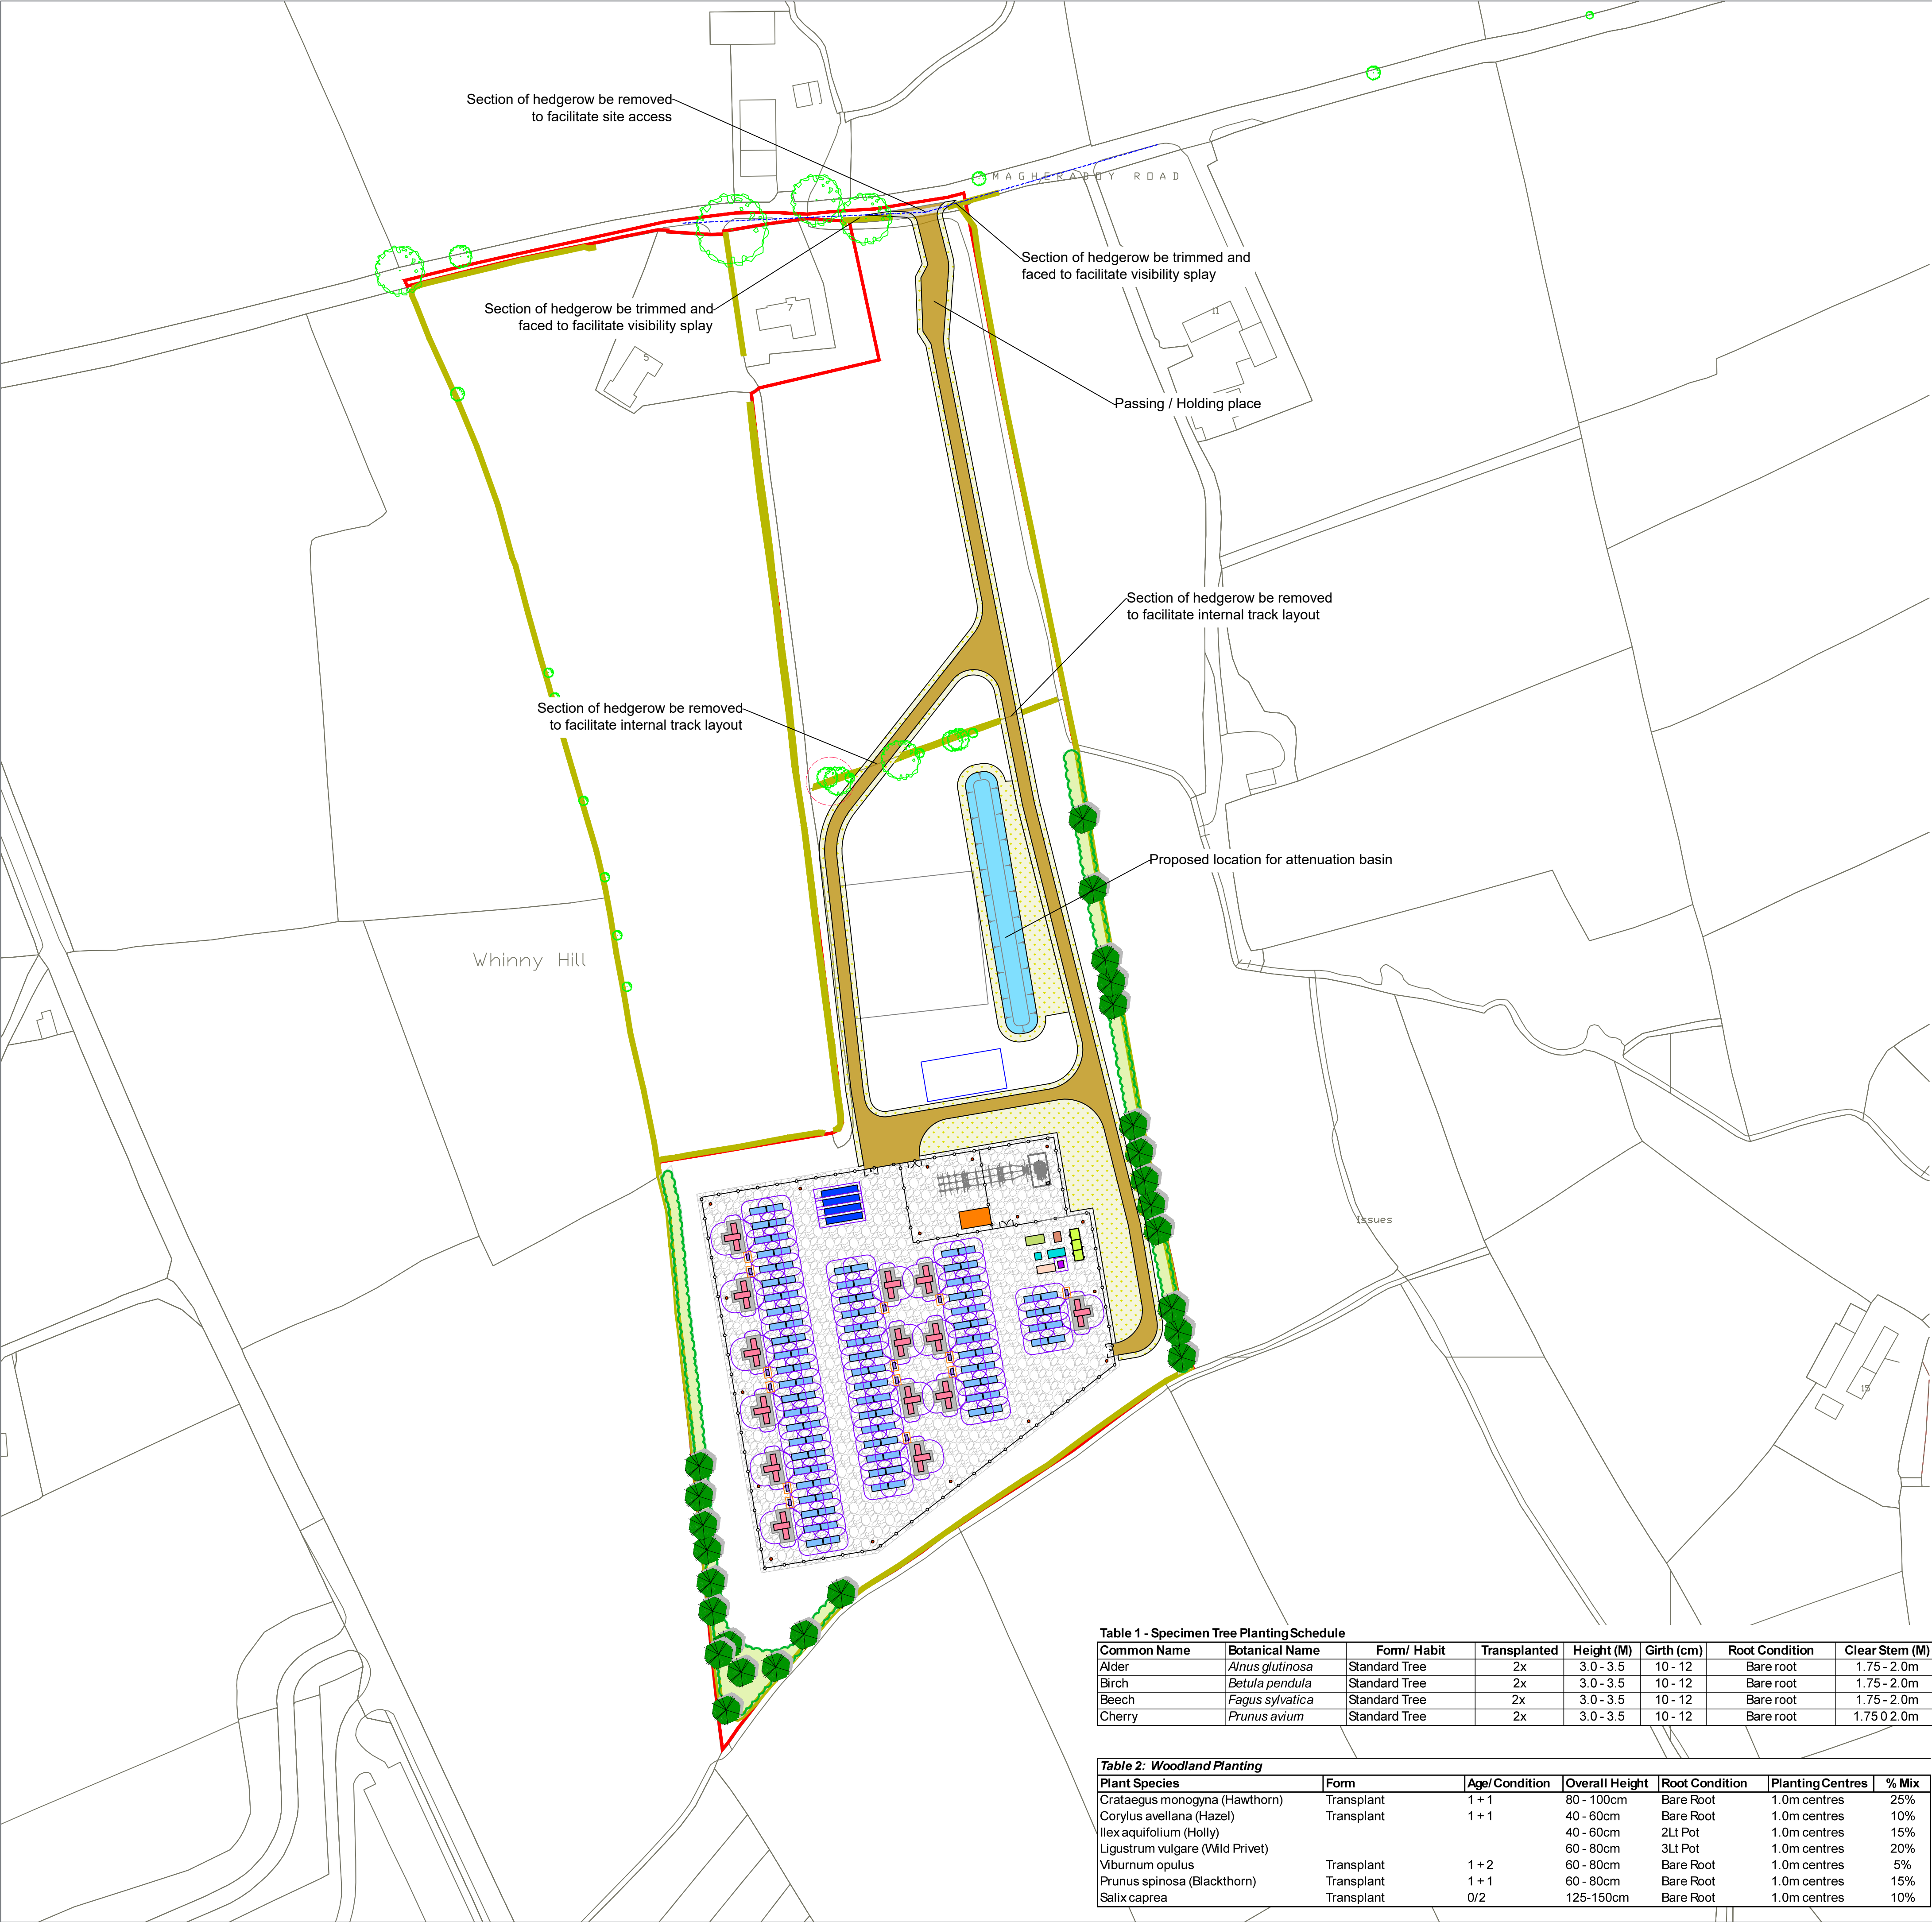 Section of hedgerow be removed
to facilitate site access
MAGHERABOY ROAD
Section of hedgerow be trimmed and
faced to facilitate visibility splay
Section of hedgerow be trimmed and
faced to facilitate visibility splay
7
11
5
Passing / Holding place
Section of hedgerow be removed
to facilitate internal track layout
Section of hedgerow be removed
to facilitate internal track layout
Proposed location for attenuation basin
Whinny Hill
Issues
15
Table 1 - Specimen Tree Planting Schedule
Common Name Botanical Name Form/ Habit Transplanted Height (M) Girth (cm) Root Condition Clear Stem (M)
Alder Alnus glutinosa Standard Tree 2x 3.0 - 3.5 10 - 12 Bare root 1.75 - 2.0m
Birch Betula pendula Standard Tree 2x 3.0 - 3.5 10 - 12 Bare root 1.75 - 2.0m
Beech Fagus sylvatica Standard Tree 2x 3.0 - 3.5 10 - 12 Bare root 1.75 - 2.0m
Cherry Prunus avium Standard Tree 2x 3.0 - 3.5 10 - 12 Bare root 1.75 0 2.0m
Table 2: Woodland Planting
Plant Species Form Age/Condition Overall Height Root Condition Planting Centres % Mix
Crataegus monogyna (Hawthorn) Transplant 1 + 1 80 - 100cm Bare Root 1.0m centres 25%
Corylus avellana (Hazel) Transplant 1 + 1 40 - 60cm Bare Root 1.0m centres 10%
Ilex aquifolium (Holly) 40 - 60cm 2Lt Pot 1.0m centres 15%
Ligustrum vulgare (Wild Privet) 60 - 80cm 3Lt Pot 1.0m centres 20%
Viburnum opulus Transplant 1 + 2 60 - 80cm Bare Root 1.0m centres 5%
Prunus spinosa (Blackthorn) Transplant 1 + 1 60 - 80cm Bare Root 1.0m centres 15%
Salix caprea Transplant 0/2 125-150cm Bare Root 1.0m centres 10%